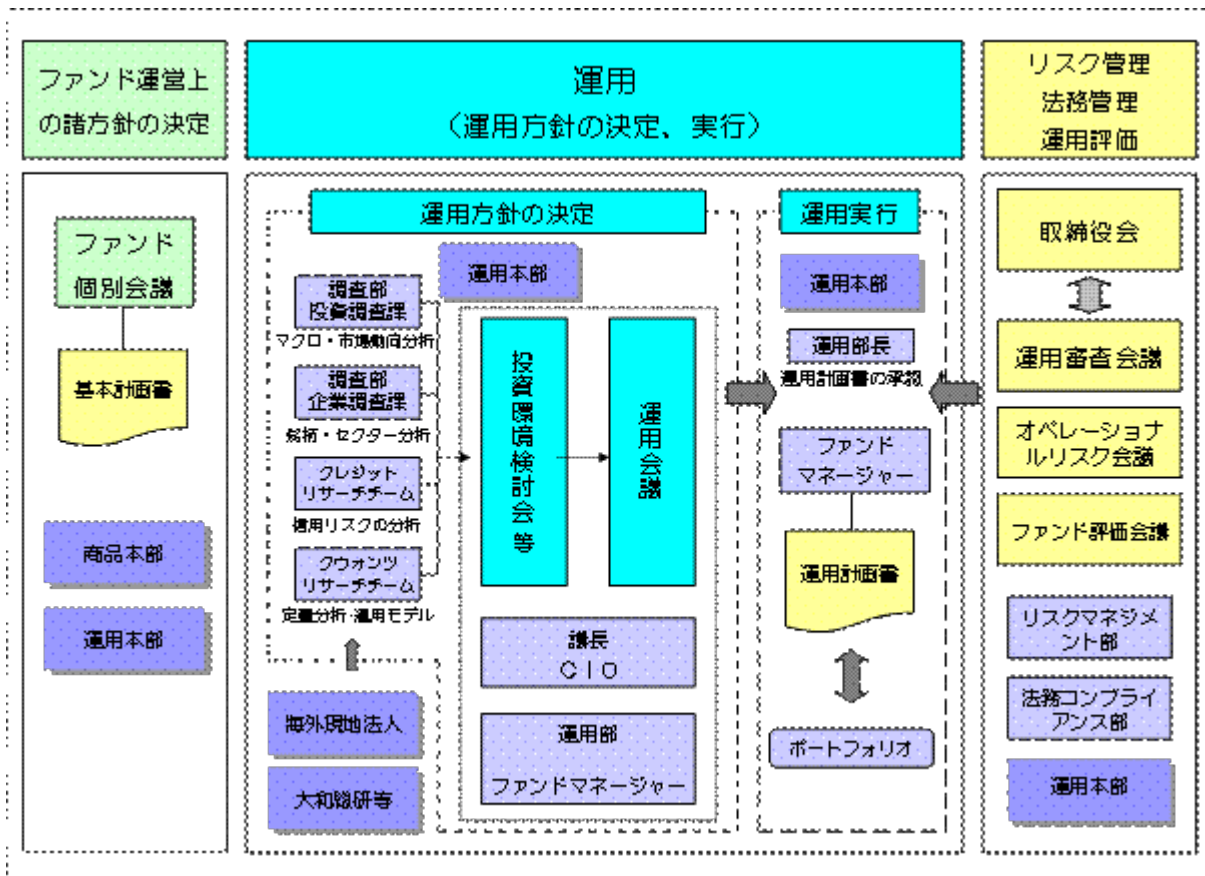 ファンド運営上
の諸方針の決定
ファンド
個別会議
基本計画書
商品本部
運用本部
運用
（運用方針の決定、実行）
運用方針の決定
運用本部
調査部
投資調査課
マクロ・市場動向分析
調査部
企業調査課
銘柄・セクター分析
クレジット
リサーチチーム
信用リスクの分析
クウォンツ
リサーチチーム
定量分析・運用モデル
海外現地法人
大和総研等
投資環境検討会等
運用会議
議長
ＣＩＯ
運用部
ファンドマネージャー
運用実行
運用本部
運用部長
運用計画書の承認
ファンド
マネージャー
運用計画書
ポートフォリオ
リスク管理
法務管理
運用評価
取締役会
運用審査会議
オペレーショナ
ルリスク会議
ファンド評価会議
リスクマネジメ
ント部
法務コンプライ
アンス部
運用本部